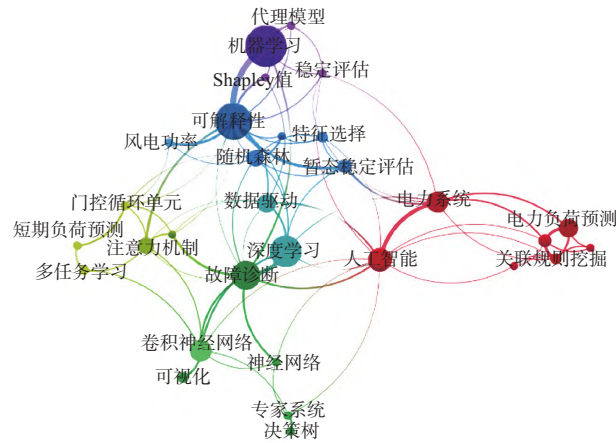 代理模型
机器学习
稳定评估
Shapley值
可解释性
风电功率
特征选择
随机森林
暂态稳定评估
门控循环单元
数据驱动
电力系统
短期负荷预测
电力负荷预测
注意力机制
深度学习
人工智能
关联规则挖掘
多任务学习
故障诊断
卷积神经网络
神经网络
可视化
专家系统
决策树